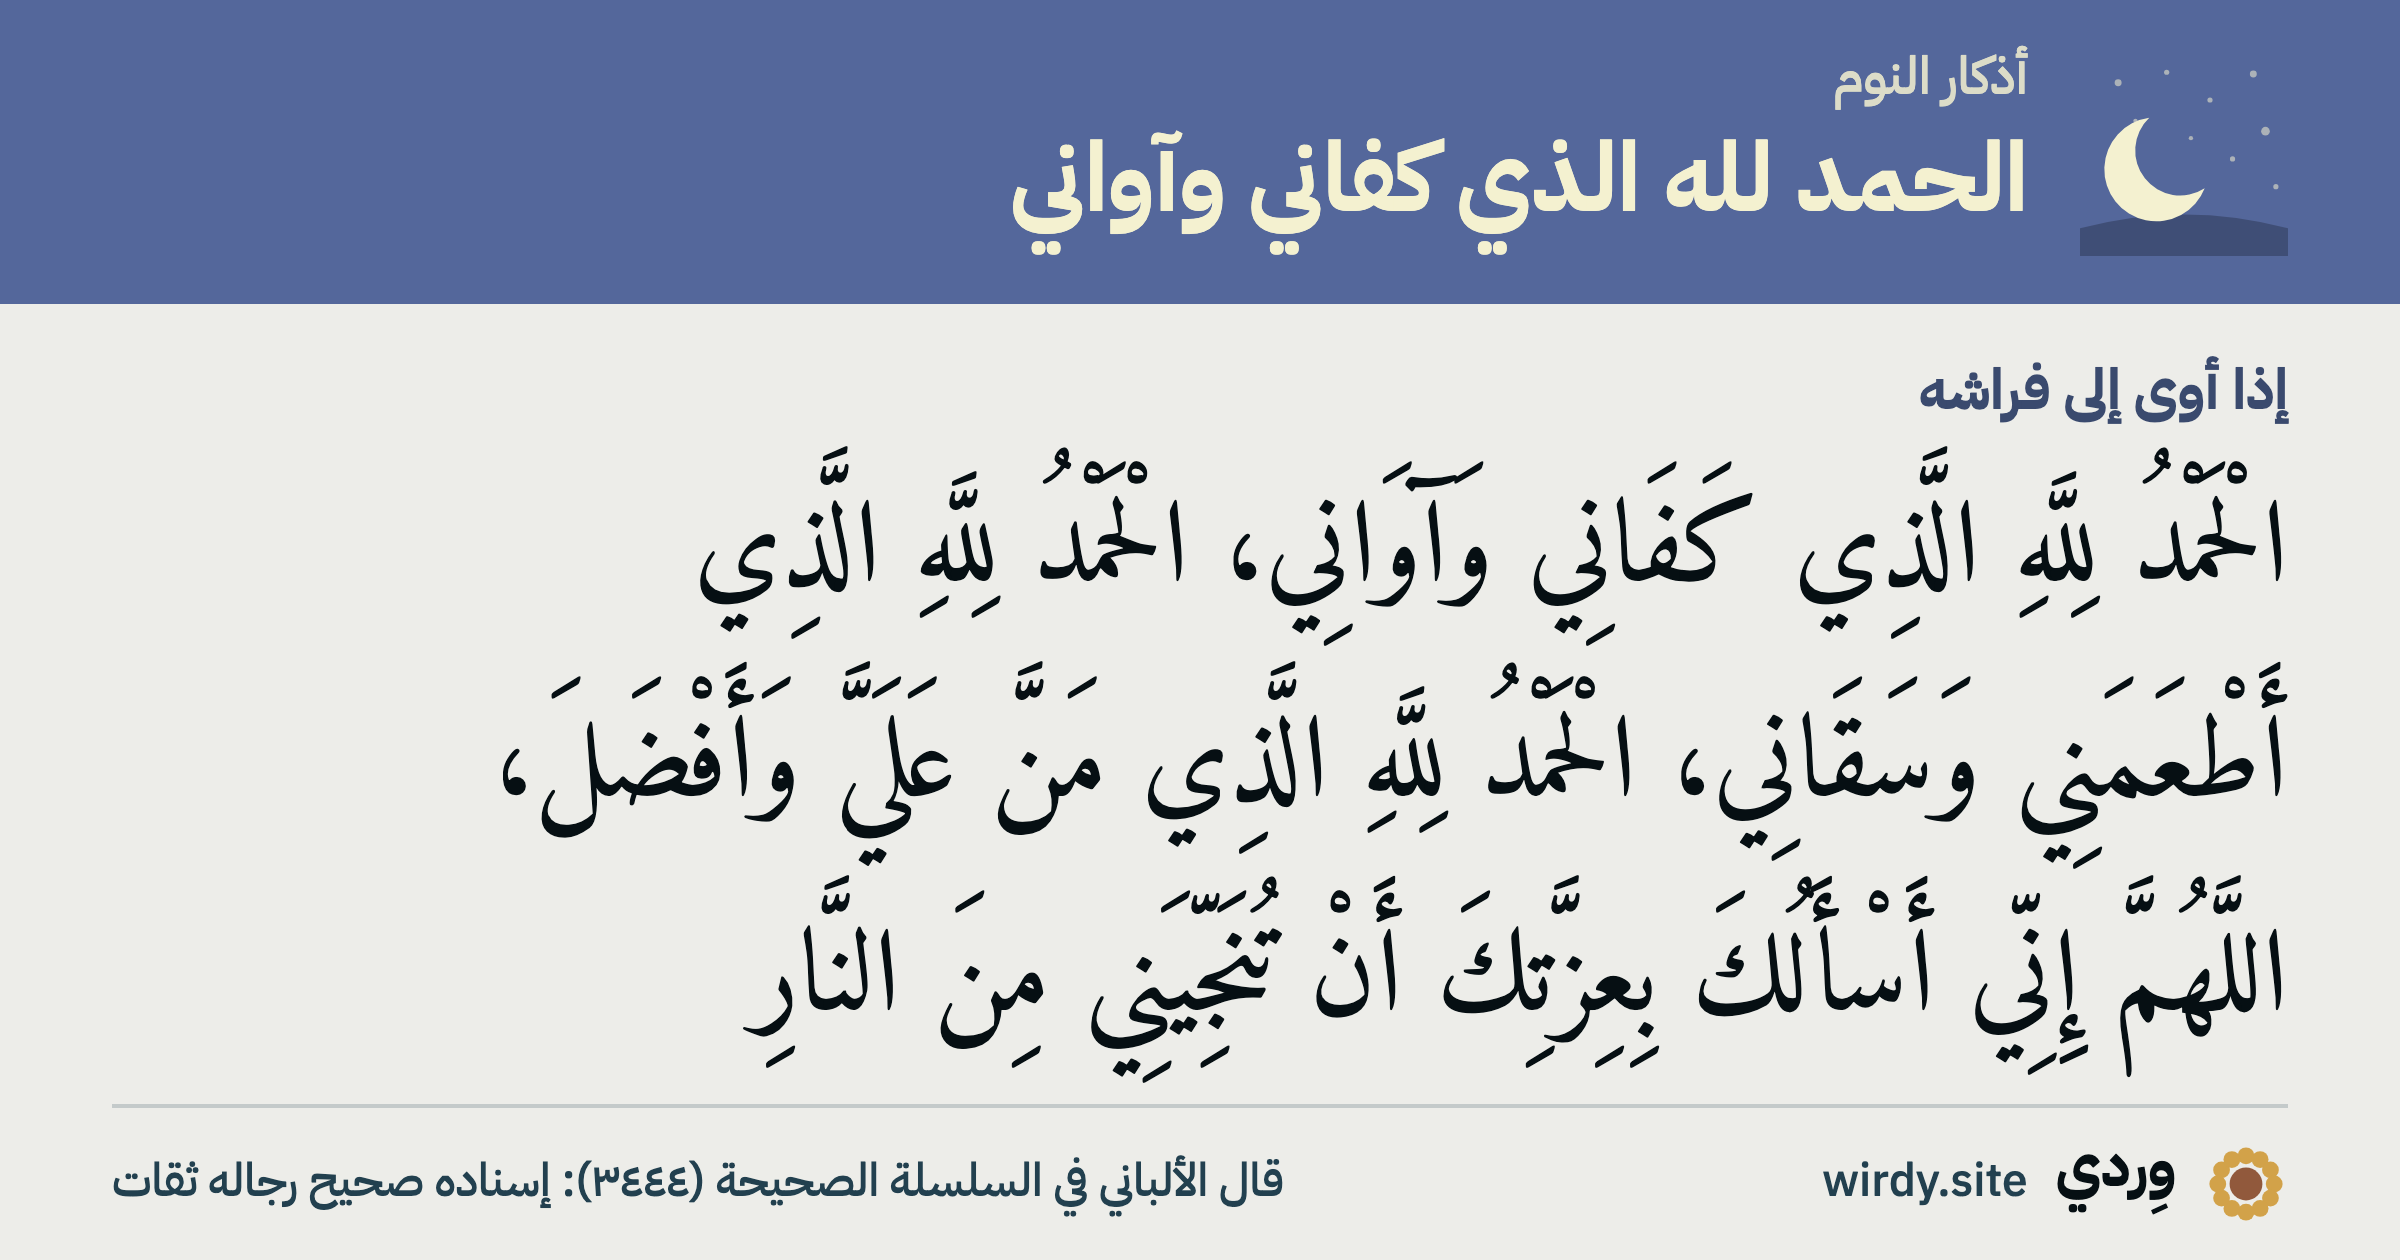 أذكار النوم
الحمد لله الذي كفاني وآواني
إذا أوى إلى فراشه
الْحَمْدُ لِلَّهِ الَّذِي كَفَانِي وَآوَانِي، الْحَمْدُ لِلَّهِ الَّذِي
أَطْعَمَنِي وَسَقَانِي، الْحَمْدُ لِلَّهِ الَّذِي مَنَّ عَلَيَّ وَأَفْضَلَ،
اللَّهُمَّ إِنِّي أَسْأَلُكَ بِعِزَّتِكَ أَنْ تُنَجِّيَنِي مِنَ النَّارِ
وِردي wirdy.site
قال الألباني في السلسلة الصحيحة (٣٤٤٤): إسناده صحيح رجاله ثقات